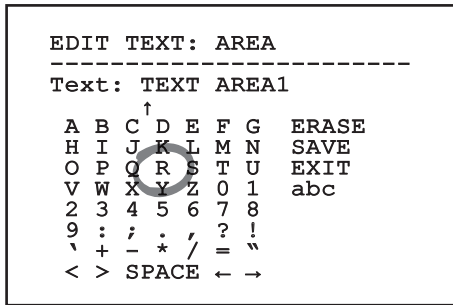 EDIT TEXT: AREA
-------------------------
Text: TEXT AREA1
↑
A B C D E F G ERASE
H I J K L M N SAVE
O P Q R S T U EXIT
V W X Y Z 0 1 abc
2 3 4 5 6 7 8
9 : ; . , ? !
‵ + - * / = ‶
< > SPACE ← →